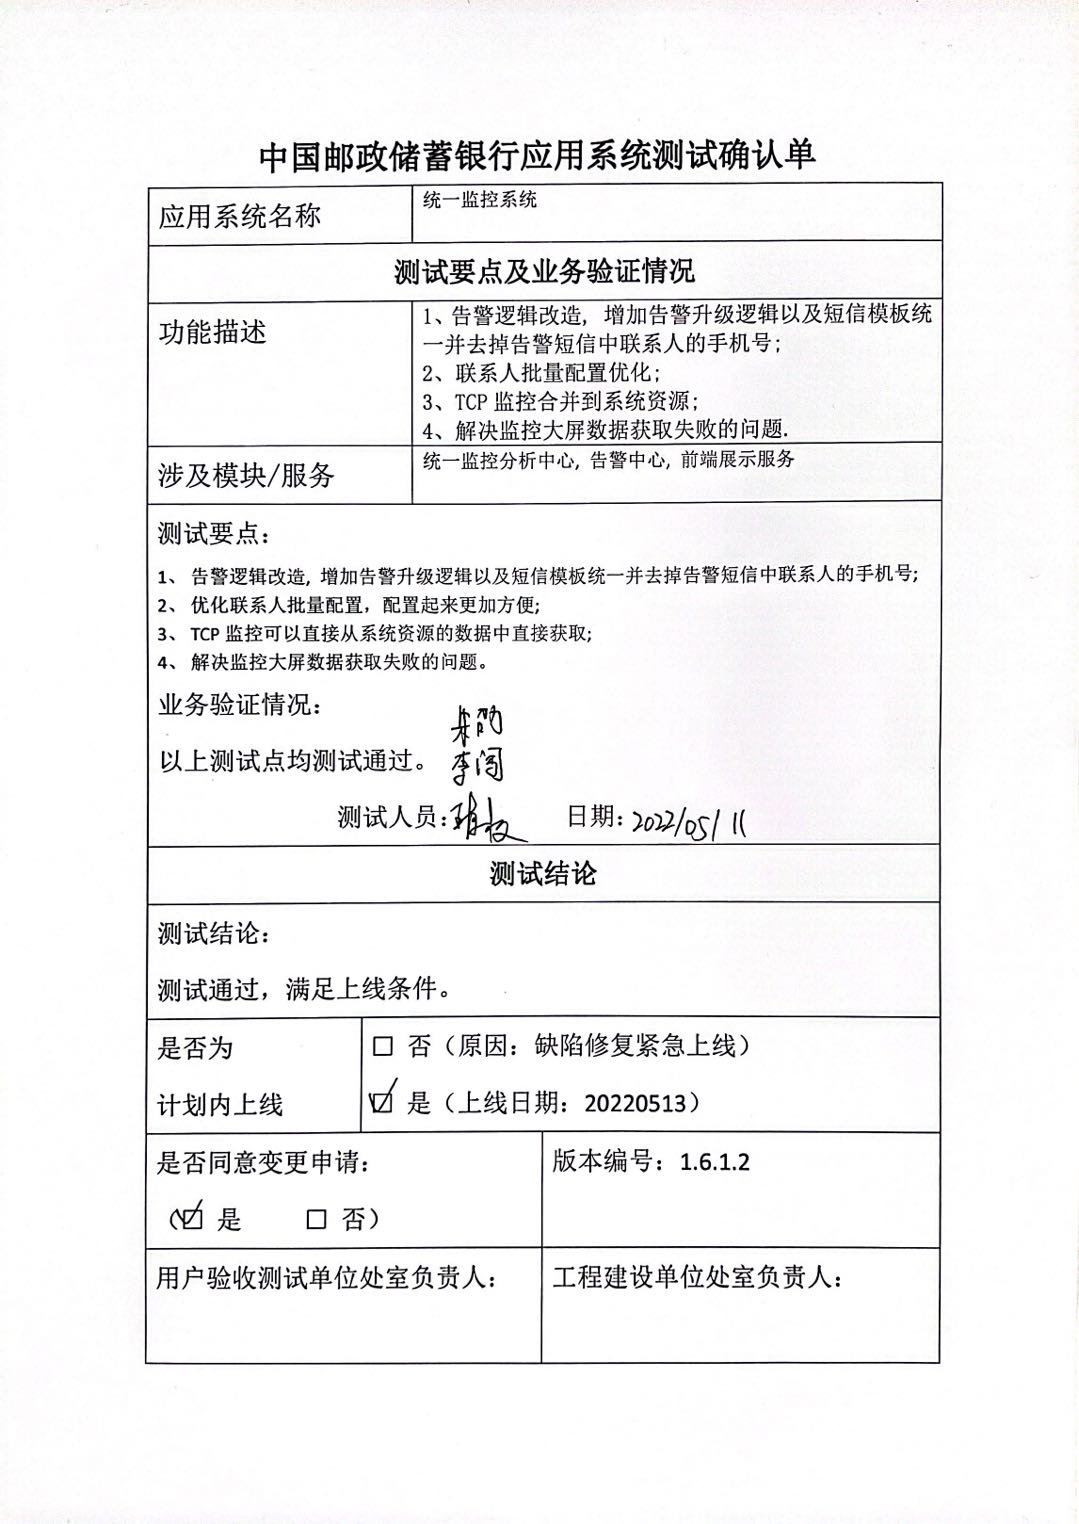 中国邮政储蓄银行应用系统测试确认单
应用系统名称
统一监控系统
测试要点及业务验证情况
功能描述
1、告警逻辑改造, 增加告警升级逻辑以及短信模板统
一并去掉告警短信中联系人的手机号;
2、联系人批量配置优化;
3、TCP 监控合并到系统资源;
4、解决监控大屏数据获取失败的问题.
涉及模块/服务
统一监控分析中心, 告警中心, 前端展示服务
测试要点:
1、 告警逻辑改造, 增加告警升级逻辑以及短信模板统一并去掉告警短信中联系人的手机号;
2、 优化联系人批量配置，配置起来更加方便;
3、 TCP 监控可以直接从系统资源的数据中直接获取;
4、 解决监控大屏数据获取失败的问题。
业务验证情况:
以上测试点均测试通过。
测试人员: 日期: 2022/05/11
测试结论
测试结论:
测试通过，满足上线条件。
是否为
计划内上线
□ 否（原因：缺陷修复紧急上线）
☑ 是（上线日期：20220513）
是否同意变更申请:
（☑ 是 □ 否）
版本编号：1.6.1.2
用户验收测试单位处室负责人:
工程建设单位处室负责人: